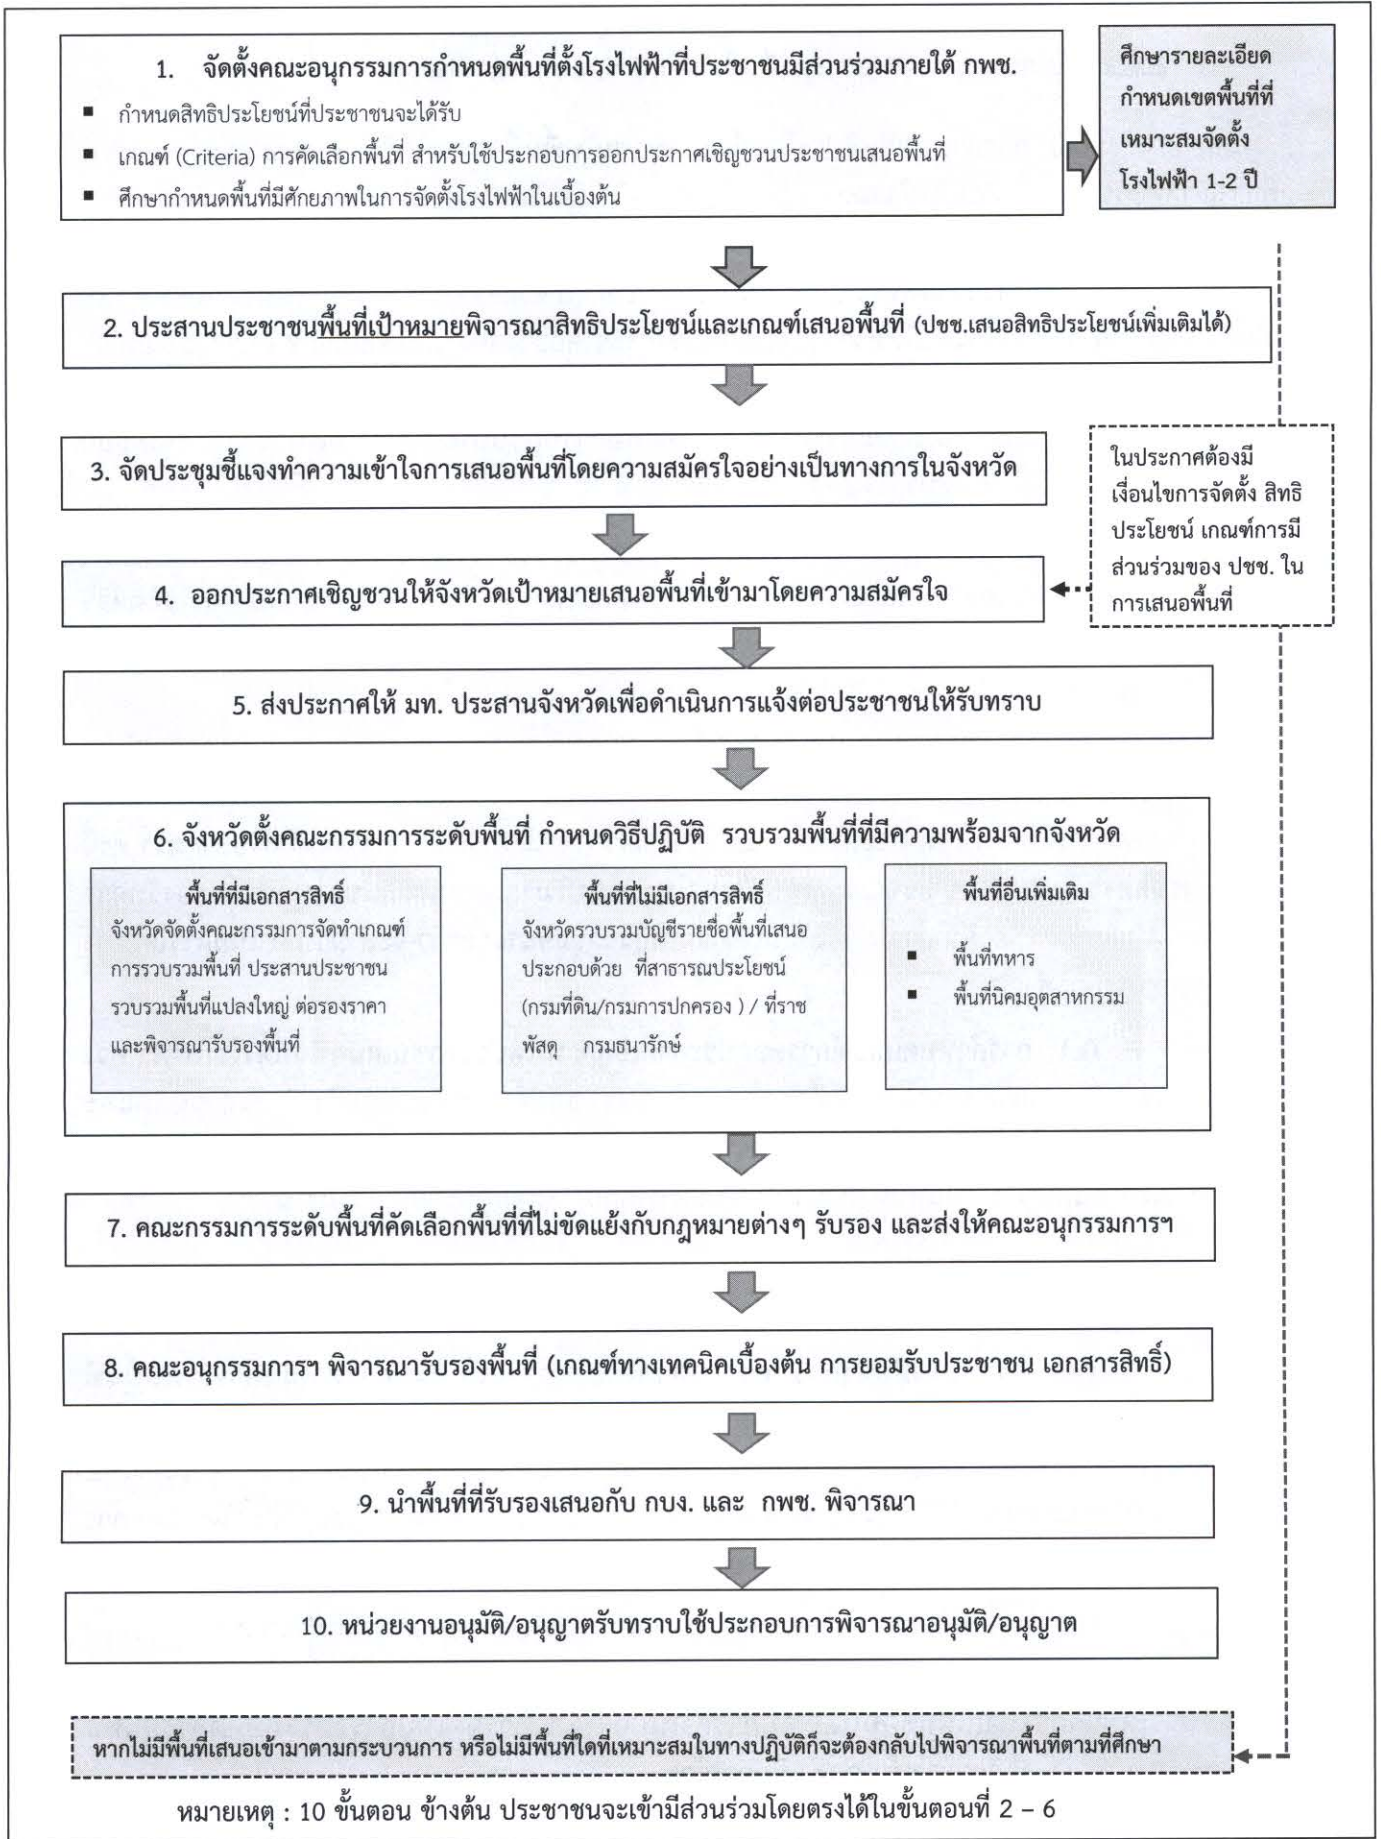 1. จัดตั้งคณะอนุกรรมการกำหนดพื้นที่ตั้งโรงไฟฟ้าที่ประชาชนมีส่วนร่วมภายใต้ กพช.
▪ กำหนดสิทธิประโยชน์ที่ประชาชนจะได้รับ
▪ เกณฑ์ (Criteria) การคัดเลือกพื้นที่ สำหรับใช้ประกอบการออกประกาศเชิญชวนประชาชนเสนอพื้นที่
▪ ศึกษากำหนดพื้นที่มีศักยภาพในการจัดตั้งโรงไฟฟ้าในเบื้องต้น
ศึกษารายละเอียด
กำหนดเขตพื้นที่ที่
เหมาะสมจัดตั้ง
โรงไฟฟ้า 1-2 ปี
2. ประสานประชาชนพื้นที่เป้าหมายพิจารณาสิทธิประโยชน์และเกณฑ์เสนอพื้นที่ (ปชช.เสนอสิทธิประโยชน์เพิ่มเติมได้)
3. จัดประชุมชี้แจงทำความเข้าใจการเสนอพื้นที่โดยความสมัครใจอย่างเป็นทางการในจังหวัด
ในประกาศต้องมี
เงื่อนไขการจัดตั้ง สิทธิ
ประโยชน์ เกณฑ์การมี
ส่วนร่วมของ ปชช. ใน
การเสนอพื้นที่
4. ออกประกาศเชิญชวนให้จังหวัดเป้าหมายเสนอพื้นที่เข้ามาโดยความสมัครใจ
5. ส่งประกาศให้ มท. ประสานจังหวัดเพื่อดำเนินการแจ้งต่อประชาชนให้รับทราบ
6. จังหวัดตั้งคณะกรรมการระดับพื้นที่ กำหนดวิธีปฏิบัติ รวบรวมพื้นที่ที่มีความพร้อมจากจังหวัด
พื้นที่ที่มีเอกสารสิทธิ์
จังหวัดจัดตั้งคณะกรรมการจัดทำเกณฑ์
การรวบรวมพื้นที่ ประสานประชาชน
รวบรวมพื้นที่แปลงใหญ่ ต่อรองราคา
และพิจารณารับรองพื้นที่
พื้นที่ที่ไม่มีเอกสารสิทธิ์
จังหวัดรวบรวมบัญชีรายชื่อพื้นที่เสนอ
ประกอบด้วย ที่สาธารณประโยชน์
(กรมที่ดิน/กรมการปกครอง ) / ที่ราช
พัสดุ กรมธนารักษ์
พื้นที่อื่นเพิ่มเติม
▪ พื้นที่ทหาร
▪ พื้นที่นิคมอุตสาหกรรม
7. คณะกรรมการระดับพื้นที่คัดเลือกพื้นที่ที่ไม่ขัดแย้งกับกฎหมายต่างๆ รับรอง และส่งให้คณะอนุกรรมการฯ
8. คณะอนุกรรมการฯ พิจารณารับรองพื้นที่ (เกณฑ์ทางเทคนิคเบื้องต้น การยอมรับประชาชน เอกสารสิทธิ์)
9. นำพื้นที่ที่รับรองเสนอกับ กบง. และ กพช. พิจารณา
10. หน่วยงานอนุมัติ/อนุญาตรับทราบใช้ประกอบการพิจารณาอนุมัติ/อนุญาต
หากไม่มีพื้นที่เสนอเข้ามาตามกระบวนการ หรือไม่มีพื้นที่ใดที่เหมาะสมในทางปฏิบัติก็จะต้องกลับไปพิจารณาพื้นที่ตามที่ศึกษา
หมายเหตุ : 10 ขั้นตอน ข้างต้น ประชาชนจะเข้ามีส่วนร่วมโดยตรงได้ในขั้นตอนที่ 2 – 6